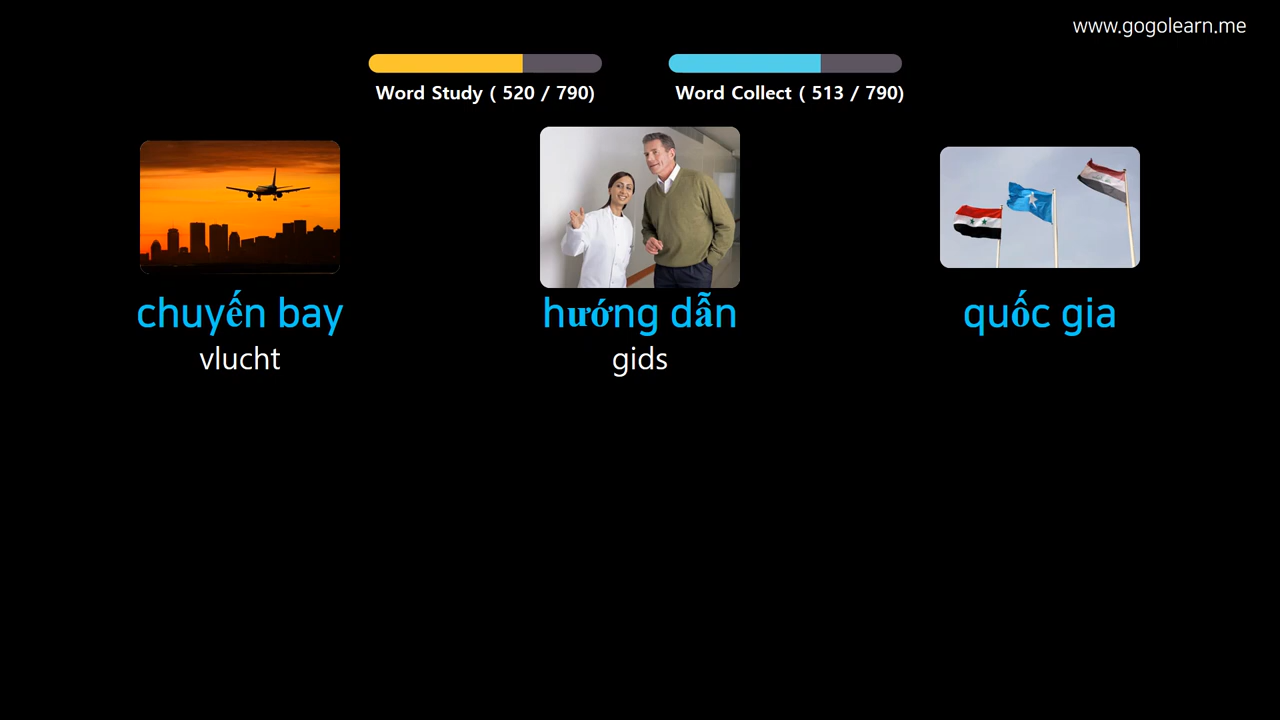 www.gogolearn.me
Word Study ( 520 / 790)
Word Collect ( 513 / 790)
chuyến bay
hướng dẫn
quốc gia
vlucht
gids